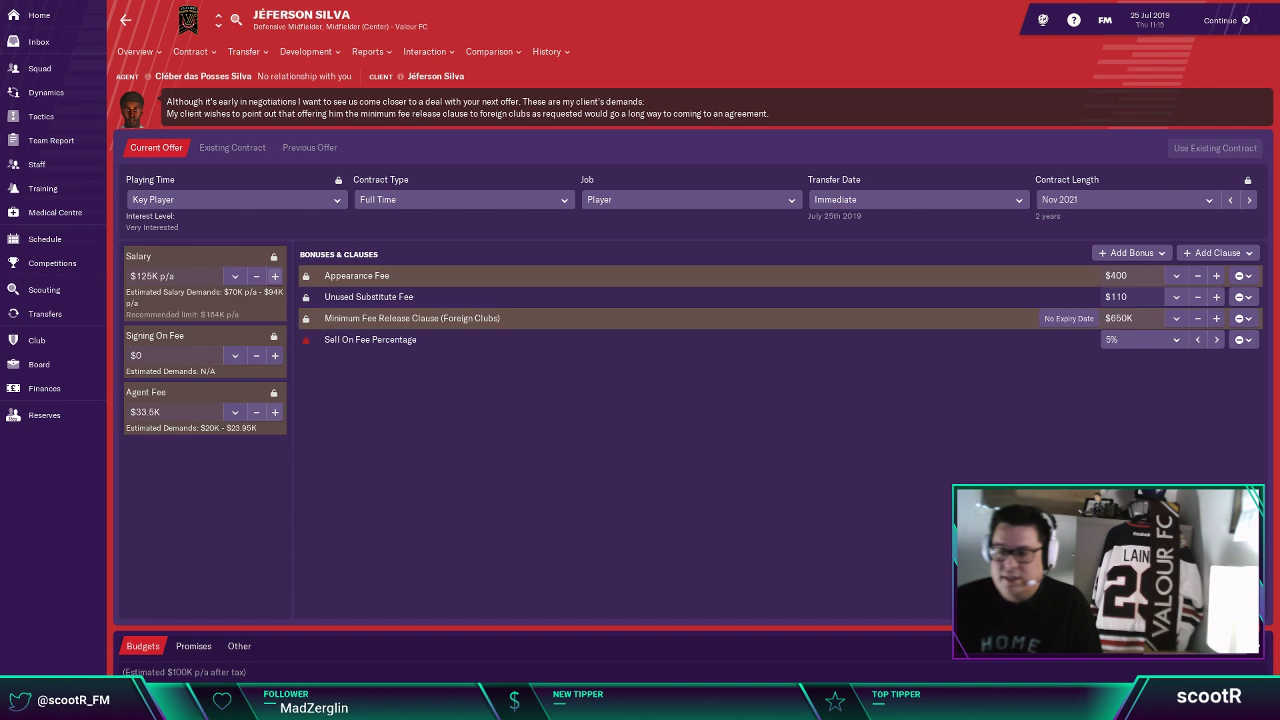 Home
Inbox
Squad
Dynamics
Tactics
Team Report
Staff
Training
Medical Centre
Schedule
Competitions
Scouting
Transfers
Club
Board
Finances
Reserves
JÉFERSON SILVA
Defensive Midfielder, Midfielder (Center) - Valour FC
FM
25 Jul 2019
Thu 11:15
Continue
Overview
Contract
Transfer
Development
Reports
Interaction
Comparison
History
AGENT Cléber das Posses Silva No relationship with you CLIENT Jéferson Silva
Although it's early in negotiations I want to see us come closer to a deal with your next offer. These are my client's demands:
My client wishes to point out that offering him the minimum fee release clause to foreign clubs as requested would go a long way to coming to an agreement.
Current Offer
Existing Contract
Previous Offer
Use Existing Contract
Playing Time
Key Player
Interest Level:
Very Interested
Contract Type
Full Time
Job
Player
Transfer Date
Immediate
July 25th 2019
Contract Length
Nov 2021
2 years
Salary
$125K p/a
Estimated Salary Demands: $70K p/a - $94K
p/a
Recommended limit: $164K p/a
Signing On Fee
$0
Estimated Demands: N/A
Agent Fee
$33.5K
Estimated Demands: $20K - $23.95K
BONUSES & CLAUSES
Add Bonus
Add Clause
Appearance Fee $400
Unused Substitute Fee $110
Minimum Fee Release Clause (Foreign Clubs) No Expiry Date $650K
Sell On Fee Percentage 5%
LAIN
2
VALOUR FC
HOME
Budgets
Promises
Other
(Estimated $100K p/a after tax)
@scootR_FM
FOLLOWER
MadZerglin
NEW TIPPER
TOP TIPPER
scootR